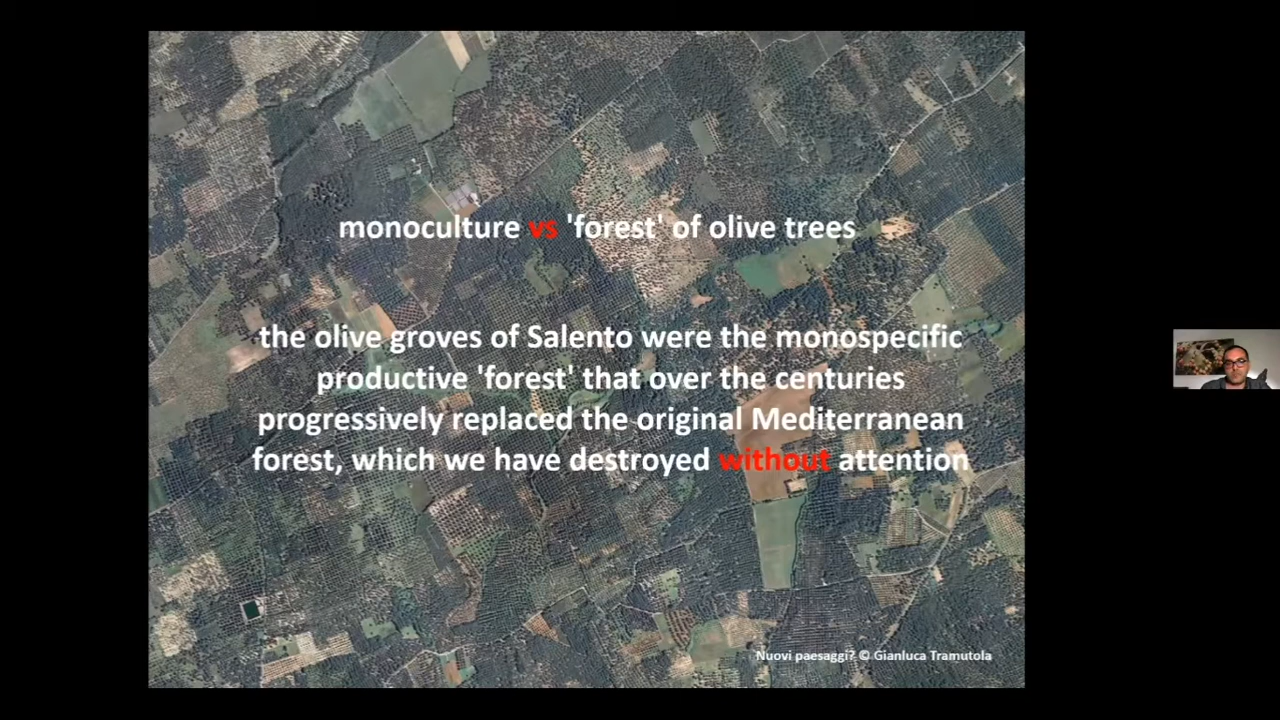 monoculture vs 'forest' of olive trees
the olive groves of Salento were the monospecific
productive 'forest' that over the centuries
progressively replaced the original Mediterranean
forest, which we have destroyed without attention
Nuovi paesaggi? © Gianluca Tramutola